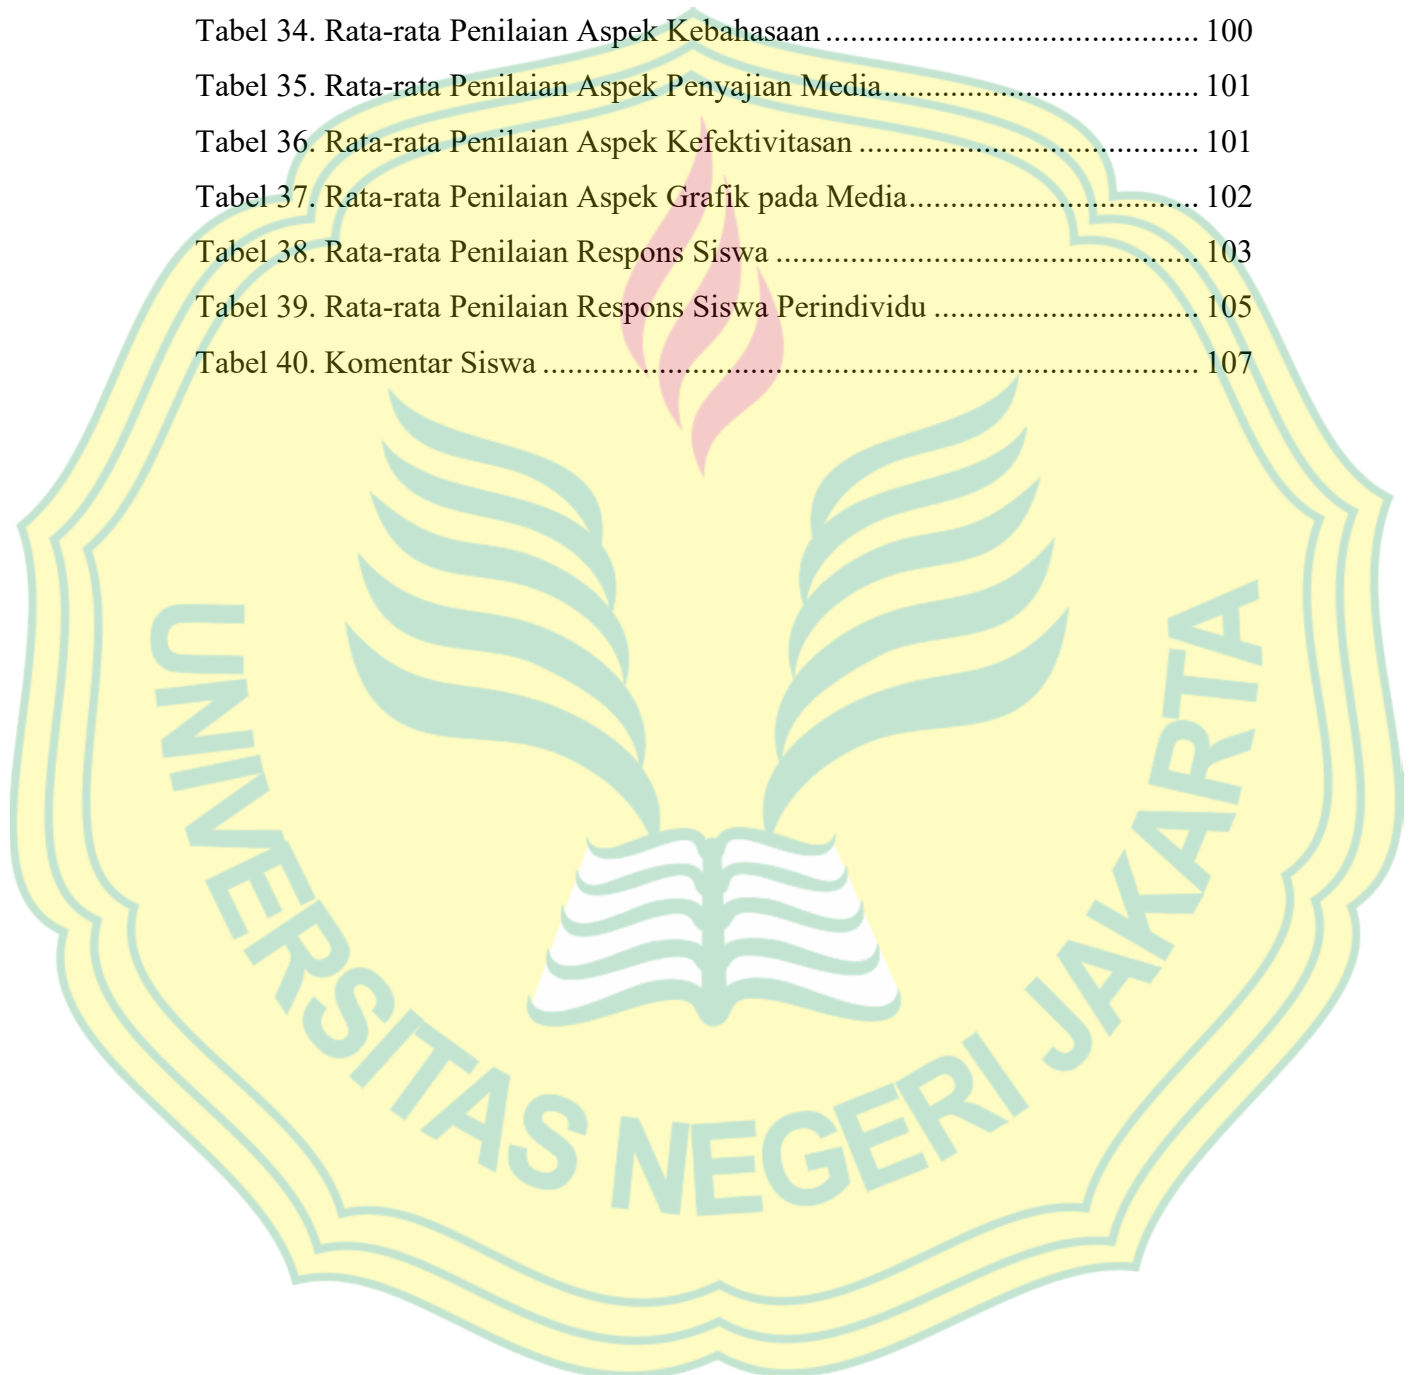 Tabel 34. Rata-rata Penilaian Aspek Kebahasaan ............................................ 100
Tabel 35. Rata-rata Penilaian Aspek Penyajian Media...................................... 101
Tabel 36. Rata-rata Penilaian Aspek Kefektivitasan ......................................... 101
Tabel 37. Rata-rata Penilaian Aspek Grafik pada Media................................... 102
Tabel 38. Rata-rata Penilaian Respons Siswa ................................................... 103
Tabel 39. Rata-rata Penilaian Respons Siswa Perindividu ................................ 105
Tabel 40. Komentar Siswa ................................................................................ 107
UNIVERSITAS NEGERI JAKARTA